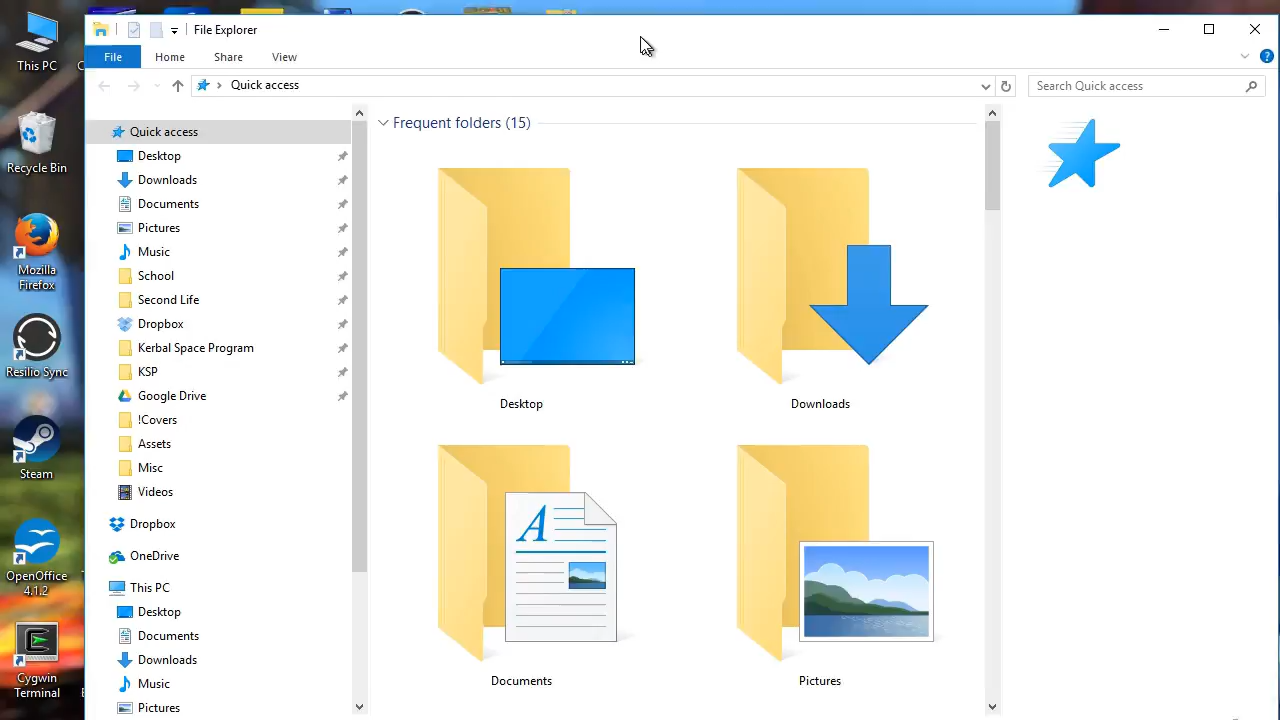 This PC
Recycle Bin
Mozilla
Firefox
Resilio Sync
Steam
OpenOffice
4.1.2
Cygwin
Terminal
File Explorer
File
Home
Share
View
Quick access
Search Quick access
Quick access
Desktop
Downloads
Documents
Pictures
Music
School
Second Life
Dropbox
Kerbal Space Program
KSP
Google Drive
!Covers
Assets
Misc
Videos
Dropbox
OneDrive
This PC
Desktop
Documents
Downloads
Music
Pictures
Frequent folders (15)
Desktop
Downloads
Documents
Pictures